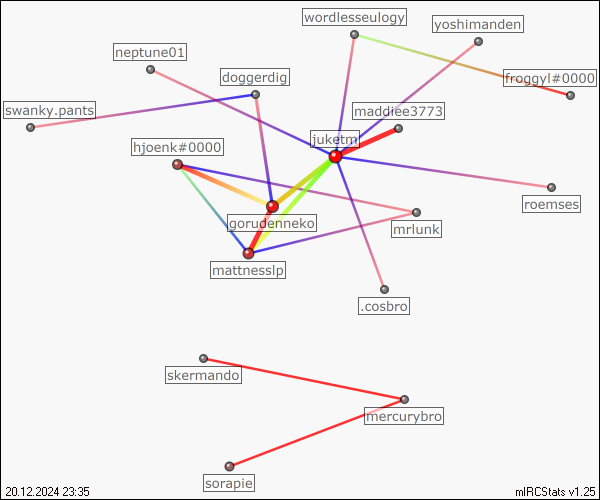 wordlesseulogy
yoshimanden
neptune01
doggerdig
froggyl#0000
swanky.pants
maddiee3773
juketm
hjoenk#0000
roemses
gorudenneko
mrlunk
mattnesslp
.cosbro
skermando
mercurybro
sorapie
20.12.2024 23:35
mIRCStats v1.25